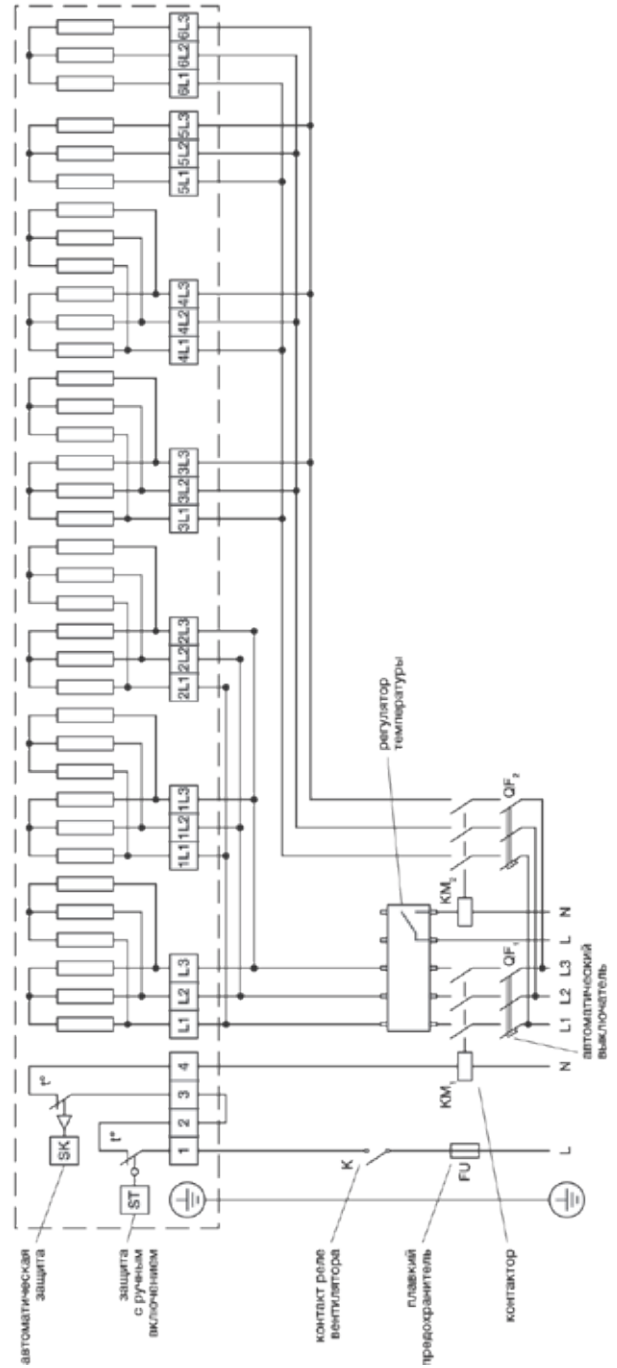 автоматическая
защита
защита
с ручным
включением
SK
t°
ST
t°
1 2 3 4
L1 L2 L3
1L1 1L2 1L3
2L1 2L2 2L3
3L1 3L2 3L3
4L1 4L2 4L3
5L1 5L2 5L3
6L1 6L2 6L3
контакт реле
вентилятора
K
регулятор
температуры
плавкий
предохранитель
FU
KM₁
KM₂
QF₁
QF₂
контактор
L N L1 L2 L3 L N
автоматический
выключатель